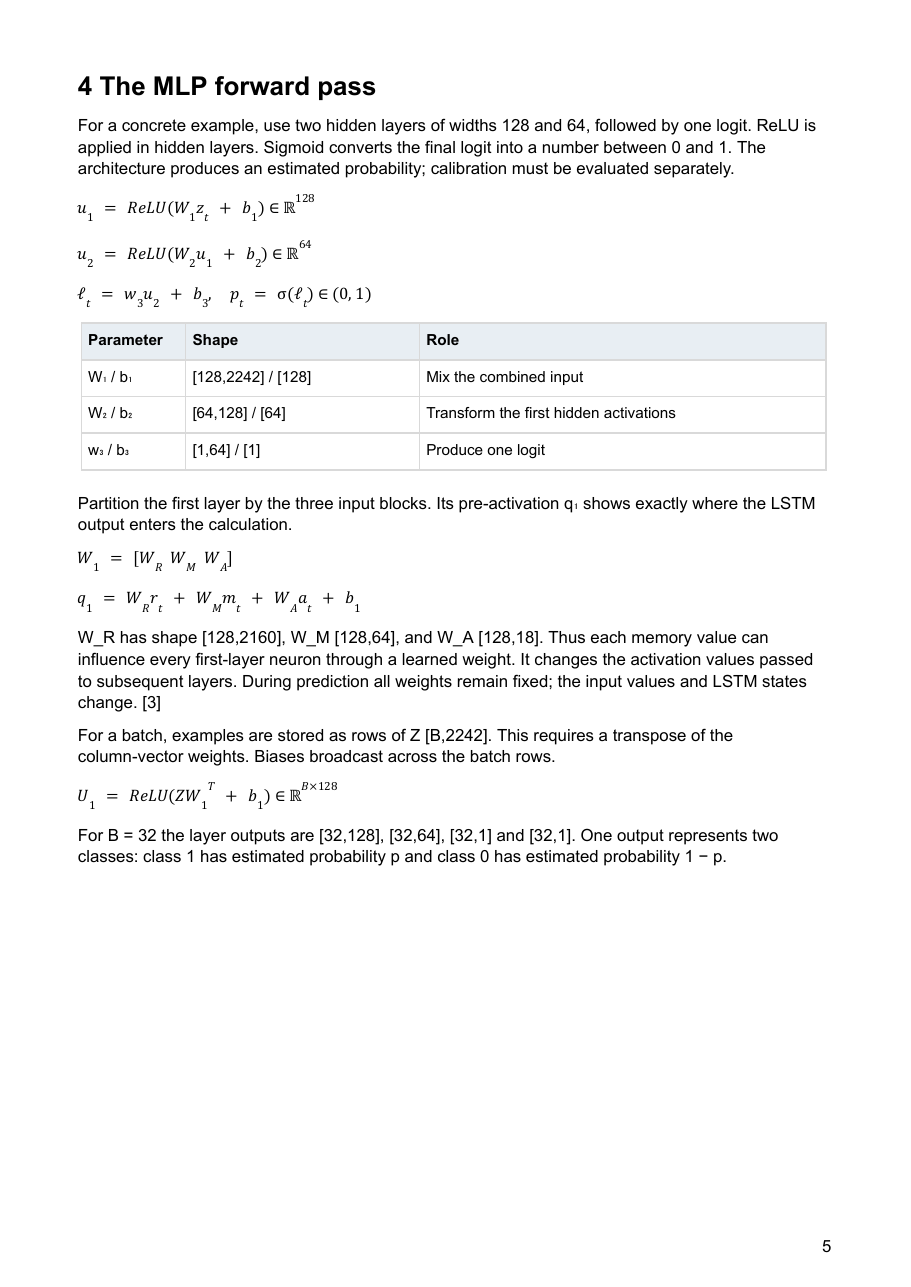 4 The MLP forward pass
For a concrete example, use two hidden layers of widths 128 and 64, followed by one logit. ReLU is
applied in hidden layers. Sigmoid converts the final logit into a number between 0 and 1. The
architecture produces an estimated probability; calibration must be evaluated separately.
u₁ = ReLU(W₁zₜ + b₁) ∈ ℝ¹²⁸
u₂ = ReLU(W₂u₁ + b₂) ∈ ℝ⁶⁴
ℓₜ = w₃u₂ + b₃, pₜ = σ(ℓₜ) ∈ (0, 1)
Parameter Shape Role
W₁ / b₁ [128,2242] / [128] Mix the combined input
W₂ / b₂ [64,128] / [64] Transform the first hidden activations
w₃ / b₃ [1,64] / [1] Produce one logit
Partition the first layer by the three input blocks. Its pre-activation q₁ shows exactly where the LSTM
output enters the calculation.
W₁ = [W_R W_M W_A]
q₁ = W_R rₜ + W_M mₜ + W_A aₜ + b₁
W_R has shape [128,2160], W_M [128,64], and W_A [128,18]. Thus each memory value can
influence every first-layer neuron through a learned weight. It changes the activation values passed
to subsequent layers. During prediction all weights remain fixed; the input values and LSTM states
change. [3]
For a batch, examples are stored as rows of Z [B,2242]. This requires a transpose of the
column-vector weights. Biases broadcast across the batch rows.
U₁ = ReLU(ZW₁ᵀ + b₁) ∈ ℝ^B×128
For B = 32 the layer outputs are [32,128], [32,64], [32,1] and [32,1]. One output represents two
classes: class 1 has estimated probability p and class 0 has estimated probability 1 − p.
5